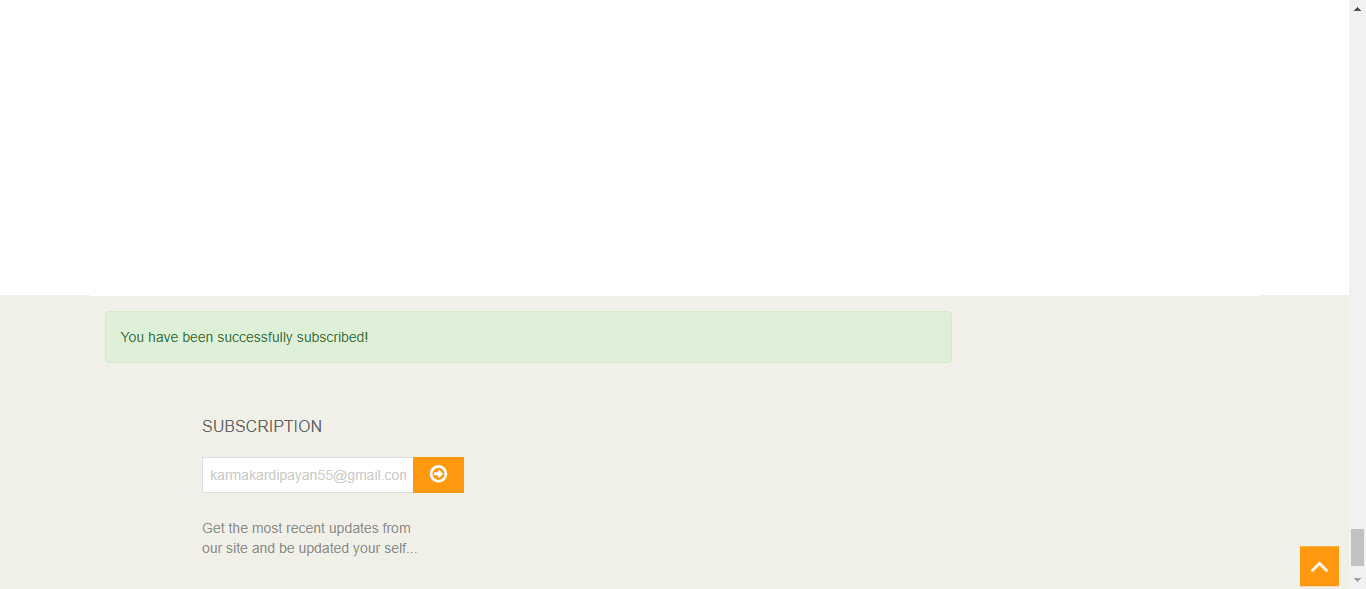 You have been successfully subscribed!
SUBSCRIPTION
karmakardipayan55@gmail.con
Get the most recent updates from
our site and be updated your self...